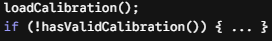 loadCalibration();
if (!hasValidCalibration()) { ... }